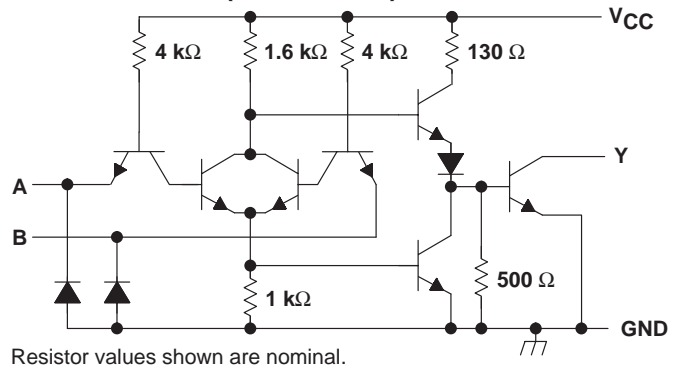 VCC
4 kΩ 1.6 kΩ 4 kΩ 130 Ω
A
Y
B
500 Ω
1 kΩ
GND
Resistor values shown are nominal.